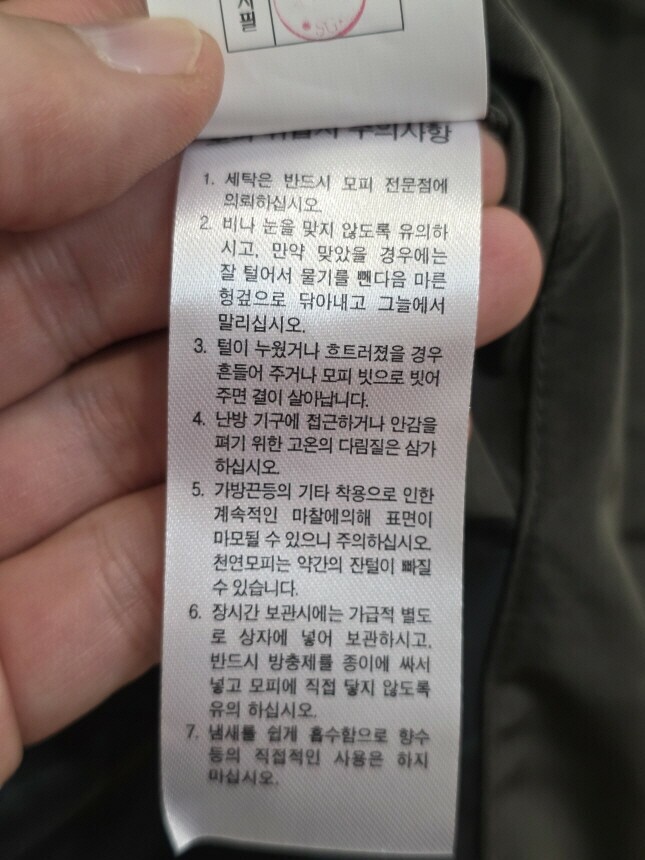 필
SG
취급시 주의사항
1. 세탁은 반드시 모피 전문점에
의뢰하십시오.
2. 비나 눈을 맞지 않도록 유의하
시고, 만약 맞았을 경우에는
잘 털어서 물기를 뺀다음 마른
헝겊으로 닦아내고 그늘에서
말리십시오.
3. 털이 누웠거나 흐트러졌을 경우
흔들어 주거나 모피 빗으로 빗어
주면 결이 살아납니다.
4. 난방 기구에 접근하거나 안감을
펴기 위한 고온의 다림질은 삼가
하십시오.
5. 가방끈등의 기타 착용으로 인한
계속적인 마찰에의해 표면이
마모될 수 있으니 주의하십시오.
천연모피는 약간의 잔털이 빠질
수 있습니다.
6. 장시간 보관시에는 가급적 별도
로 상자에 넣어 보관하시고,
반드시 방충제를 종이에 싸서
넣고 모피에 직접 닿지 않도록
유의 하십시오.
7. 냄새를 쉽게 흡수함으로 향수
등의 직접적인 사용은 하지
마십시오.